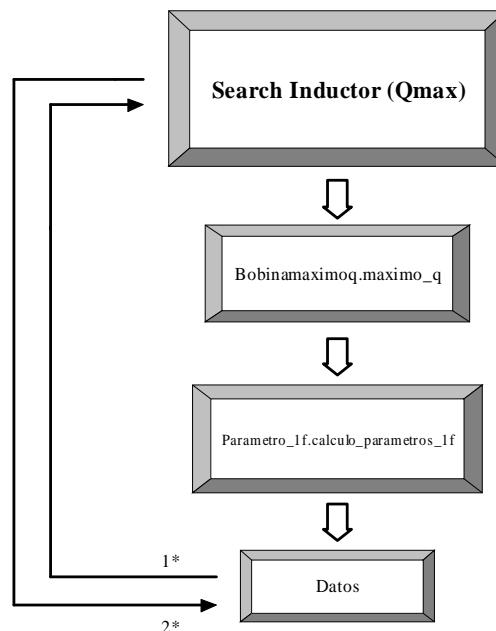 Search Inductor (Qmax)
Bobinamaximoq.maximo_q
Parametro_1f.calculo_parametros_1f
1*
Datos
2*